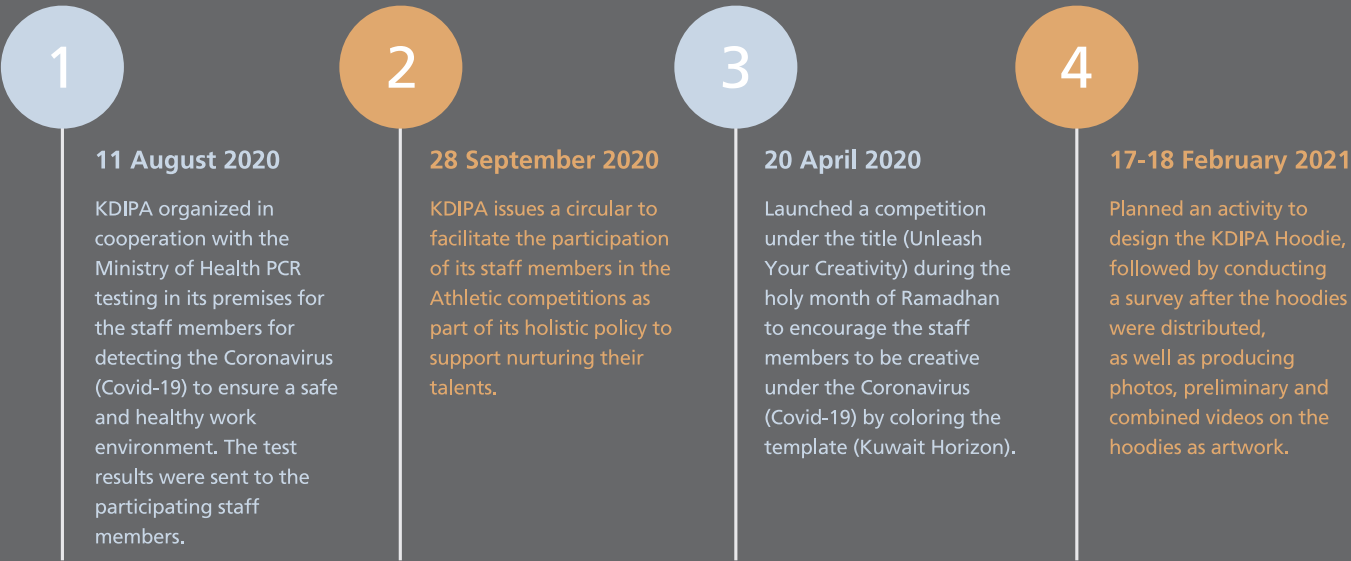 1
11 August 2020
KDIPA organized in
cooperation with the
Ministry of Health PCR
testing in its premises for
the staff members for
detecting the Coronavirus
(Covid-19) to ensure a safe
and healthy work
environment. The test
results were sent to the
participating staff
members.
2
28 September 2020
KDIPA issues a circular to
facilitate the participation
of its staff members in the
Athletic competitions as
part of its holistic policy to
support nurturing their
talents.
3
20 April 2020
Launched a competition
under the title (Unleash
Your Creativity) during the
holy month of Ramadhan
to encourage the staff
members to be creative
under the Coronavirus
(Covid-19) by coloring the
template (Kuwait Horizon).
4
17-18 February 2021
Planned an activity to
design the KDIPA Hoodie,
followed by conducting
a survey after the hoodies
were distributed,
as well as producing
photos, preliminary and
combined videos on the
hoodies as artwork.